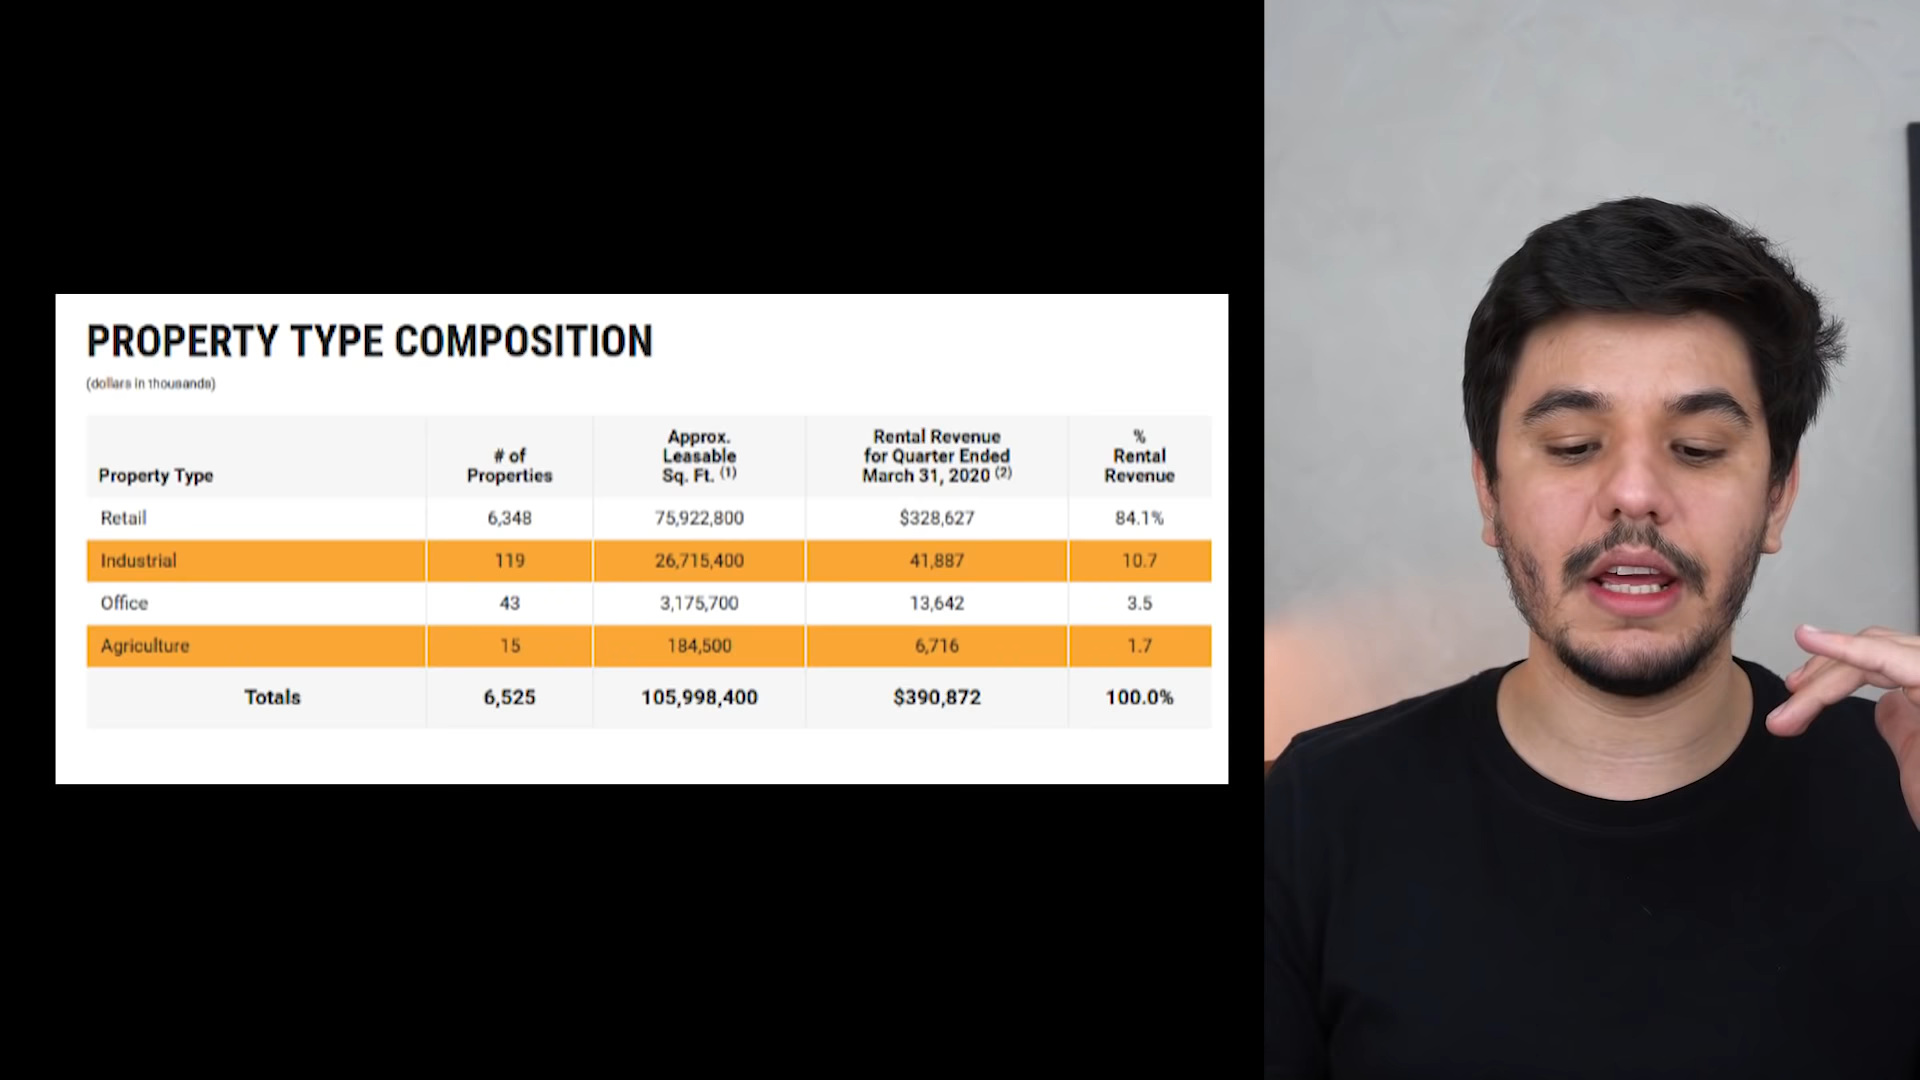 PROPERTY TYPE COMPOSITION
(dollars in thousands)
Property Type # of Properties Approx. Leasable Sq. Ft. (1) Rental Revenue for Quarter Ended March 31, 2020 (2) % Rental Revenue
Retail 6,348 75,922,800 $328,627 84.1%
Industrial 119 26,715,400 41,887 10.7
Office 43 3,175,700 13,642 3.5
Agriculture 15 184,500 6,716 1.7
Totals 6,525 105,998,400 $390,872 100.0%